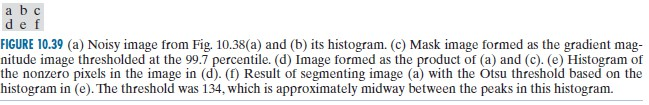 a b c
d e f
FIGURE 10.39 (a) Noisy image from Fig. 10.38(a) and (b) its histogram. (c) Mask image formed as the gradient mag-
nitude image thresholded at the 99.7 percentile. (d) Image formed as the product of (a) and (c). (e) Histogram of
the nonzero pixels in the image in (d). (f) Result of segmenting image (a) with the Otsu threshold based on the
histogram in (e). The threshold was 134, which is approximately midway between the peaks in this histogram.